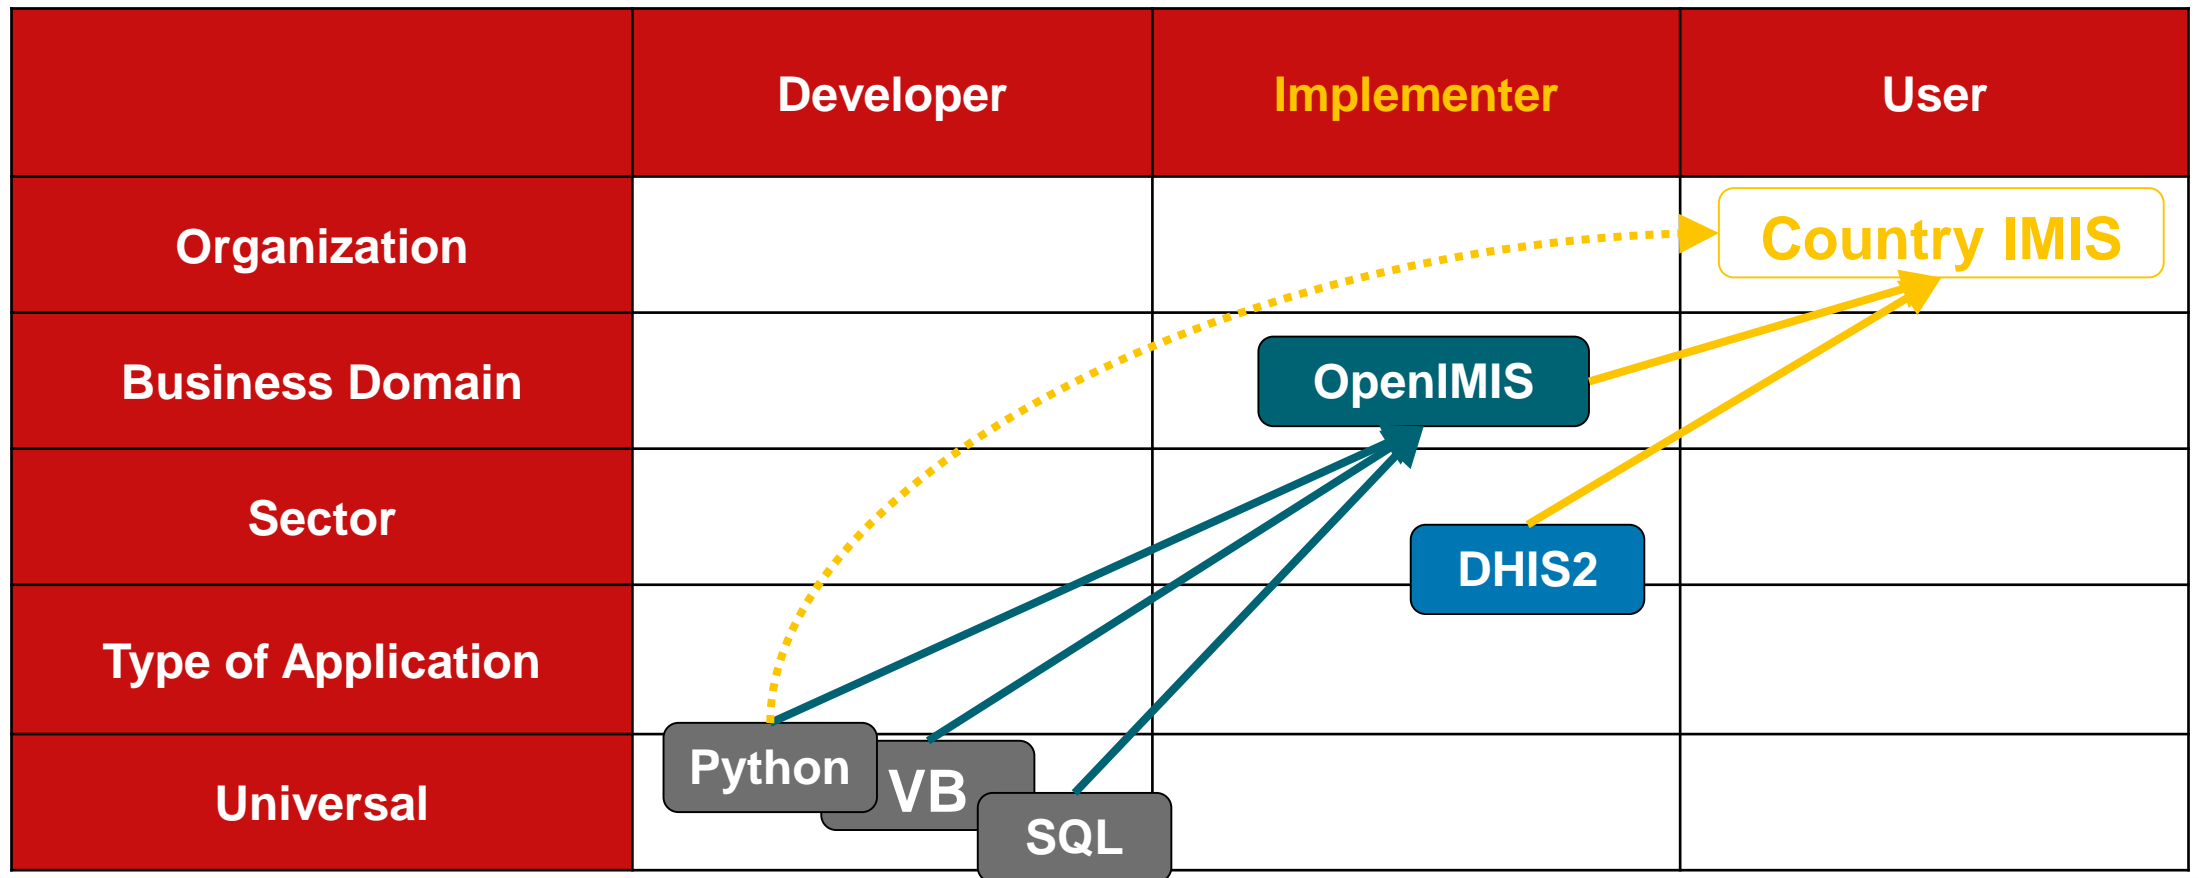 Developer
Implementer
User
Organization
Country IMIS
Business Domain
OpenIMIS
Sector
DHIS2
Type of Application
Universal
Python
VB
SQL